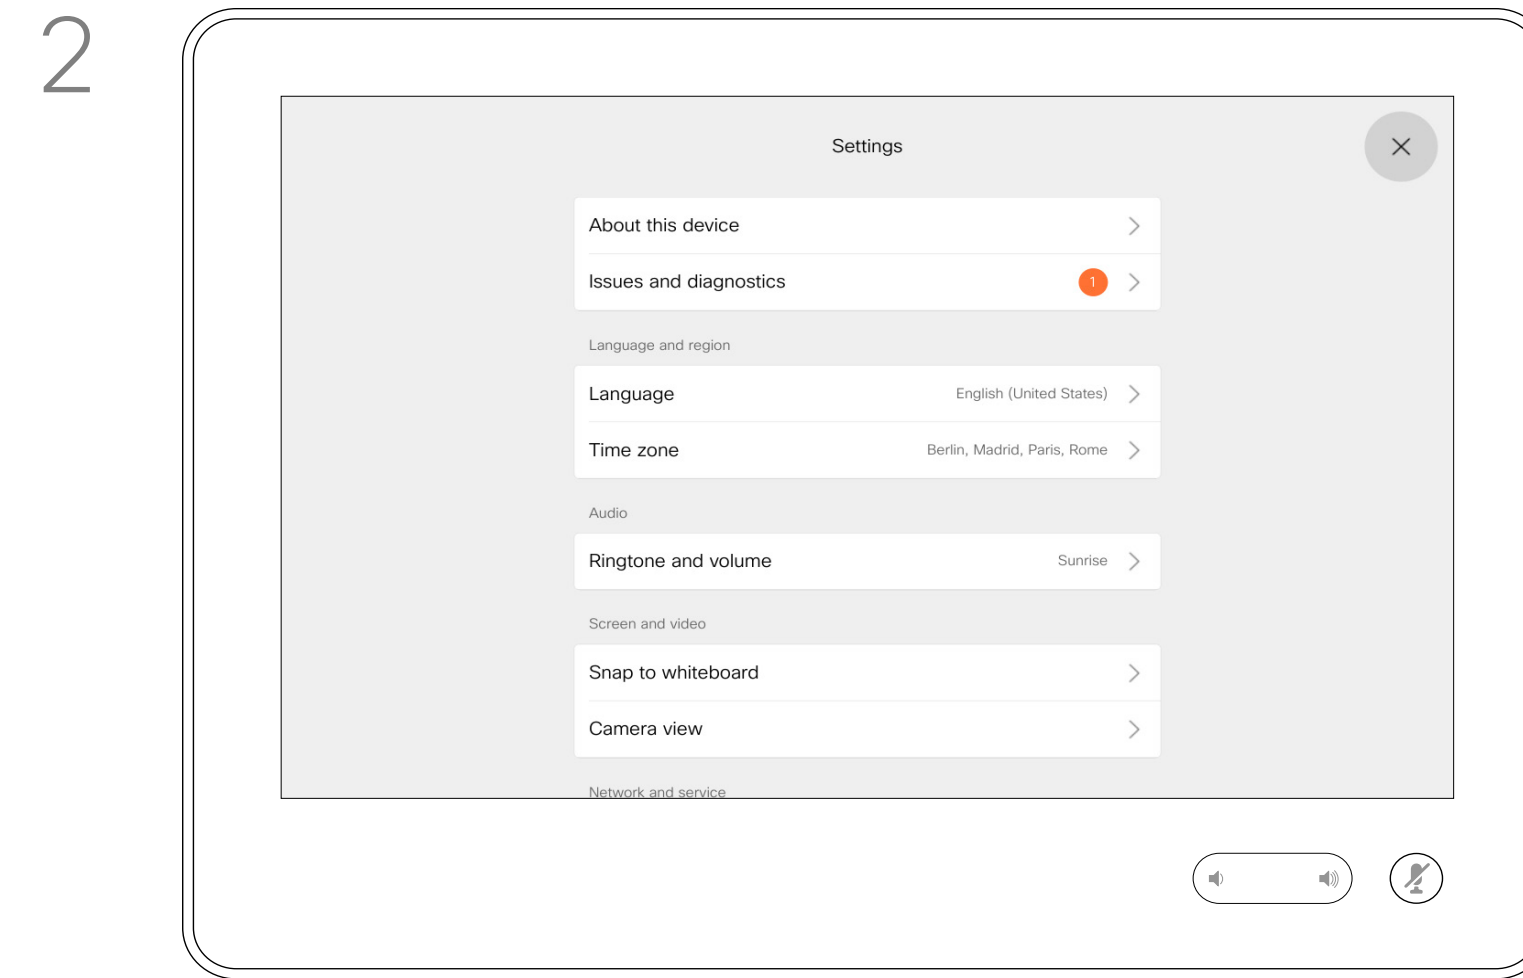 2
Settings
About this device
Issues and diagnostics 1
Language and region
Language English (United States)
Time zone Berlin, Madrid, Paris, Rome
Audio
Ringtone and volume Sunrise
Screen and video
Snap to whiteboard
Camera view
Network and service